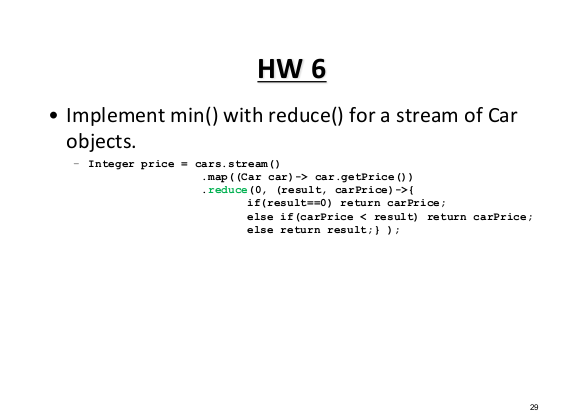 HW 6
• Implement min() with reduce() for a stream of Car
objects.
– Integer price = cars.stream()
.map((Car car)-> car.getPrice())
.reduce(0, (result, carPrice)->{
if(result==0) return carPrice;
else if(carPrice < result) return carPrice;
else return result;} );
29